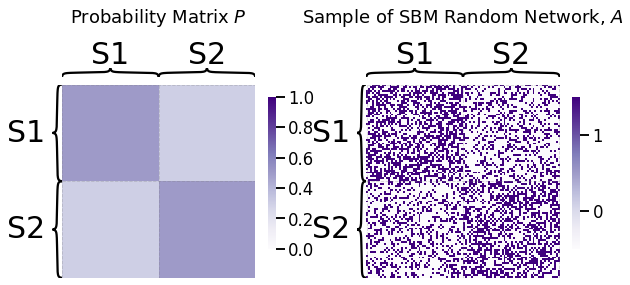 Probability Matrix P
S1 S2
S1
S2
1.0
0.8
0.6
0.4
0.2
0.0
Sample of SBM Random Network, A
S1 S2
S1
S2
1
0